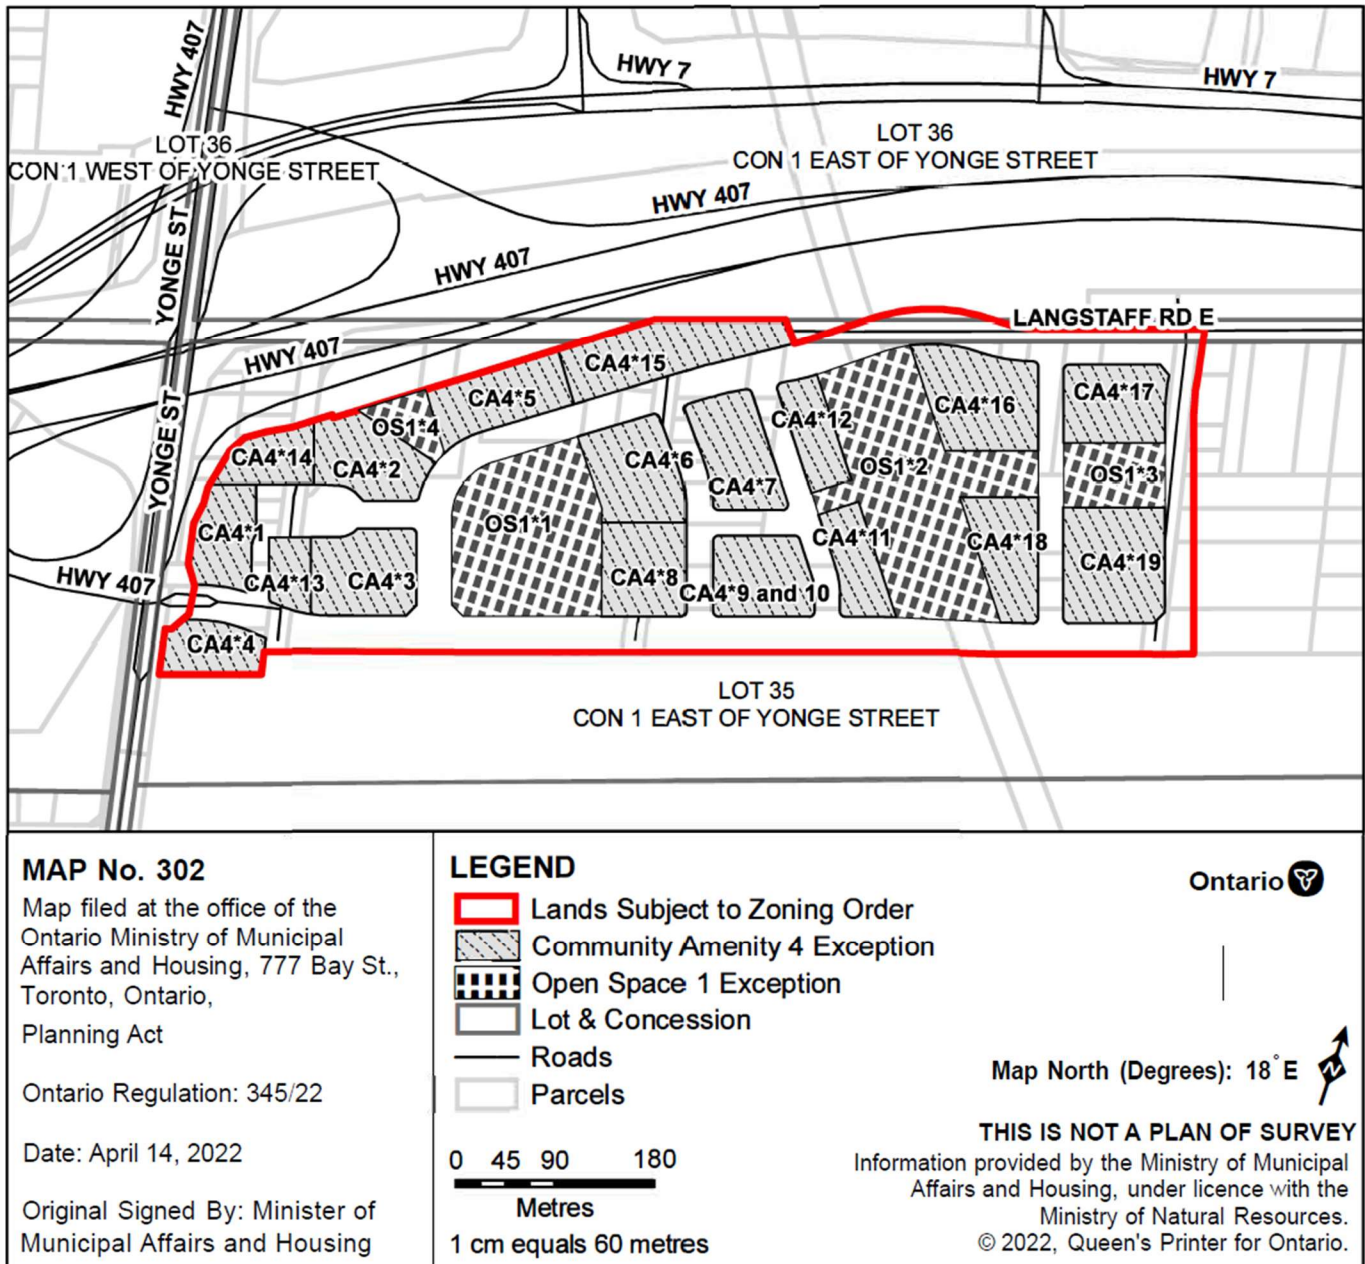 HWY 407
HWY 7
HWY 7
LOT 36
CON 1 WEST OF YONGE STREET
LOT 36
CON 1 EAST OF YONGE STREET
HWY 407
YONGE ST
HWY 407
LANGSTAFF RD E
HWY 407
CA4*15
CA4*5
CA4*17
OS1*4
CA4*12
CA4*16
YONGE ST
CA4*14
CA4*2
CA4*6
OS1*2
OS1*3
CA4*7
OS1*1
CA4*1
CA4*11
CA4*18
CA4*19
HWY 407
CA4*13
CA4*3
CA4*8
CA4*9 and 10
CA4*4
LOT 35
CON 1 EAST OF YONGE STREET
MAP No. 302
Map filed at the office of the
Ontario Ministry of Municipal
Affairs and Housing, 777 Bay St.,
Toronto, Ontario,
Planning Act
Ontario Regulation: 345/22
Date: April 14, 2022
Original Signed By: Minister of
Municipal Affairs and Housing
LEGEND
Lands Subject to Zoning Order
Community Amenity 4 Exception
Open Space 1 Exception
Lot & Concession
Roads
Parcels
0 45 90 180
Metres
1 cm equals 60 metres
Ontario
Map North (Degrees): 18°E
N
THIS IS NOT A PLAN OF SURVEY
Information provided by the Ministry of Municipal
Affairs and Housing, under licence with the
Ministry of Natural Resources.
© 2022, Queen's Printer for Ontario.